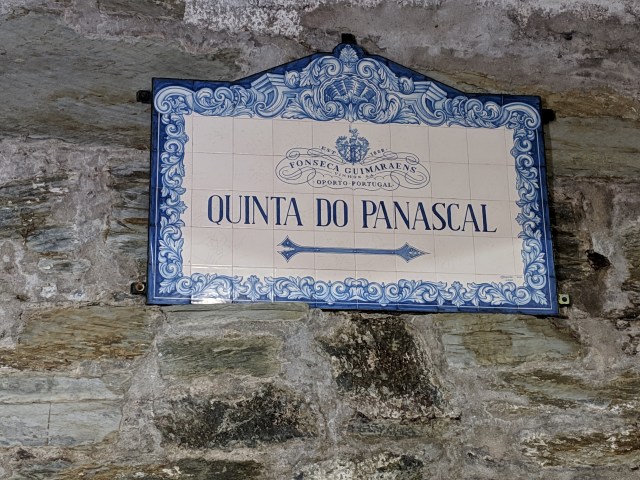 FONSECA GUIMARAENS
OPORTO-PORTUGAL
QUINTA DO PANASCAL